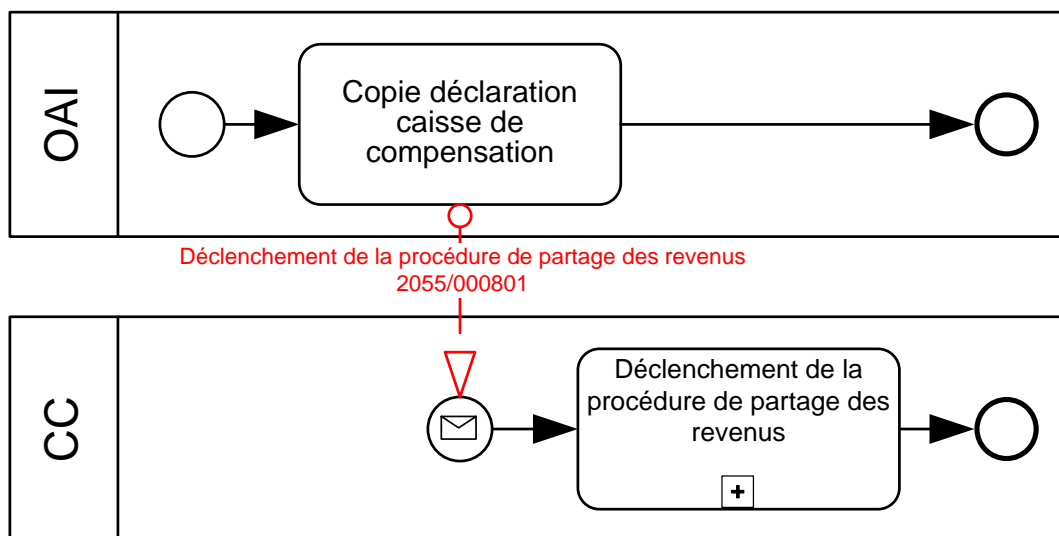 OAI
Copie déclaration
caisse de
compensation
Déclenchement de la procédure de partage des revenus
2055/000801
CC
Déclenchement de la
procédure de partage des
revenus